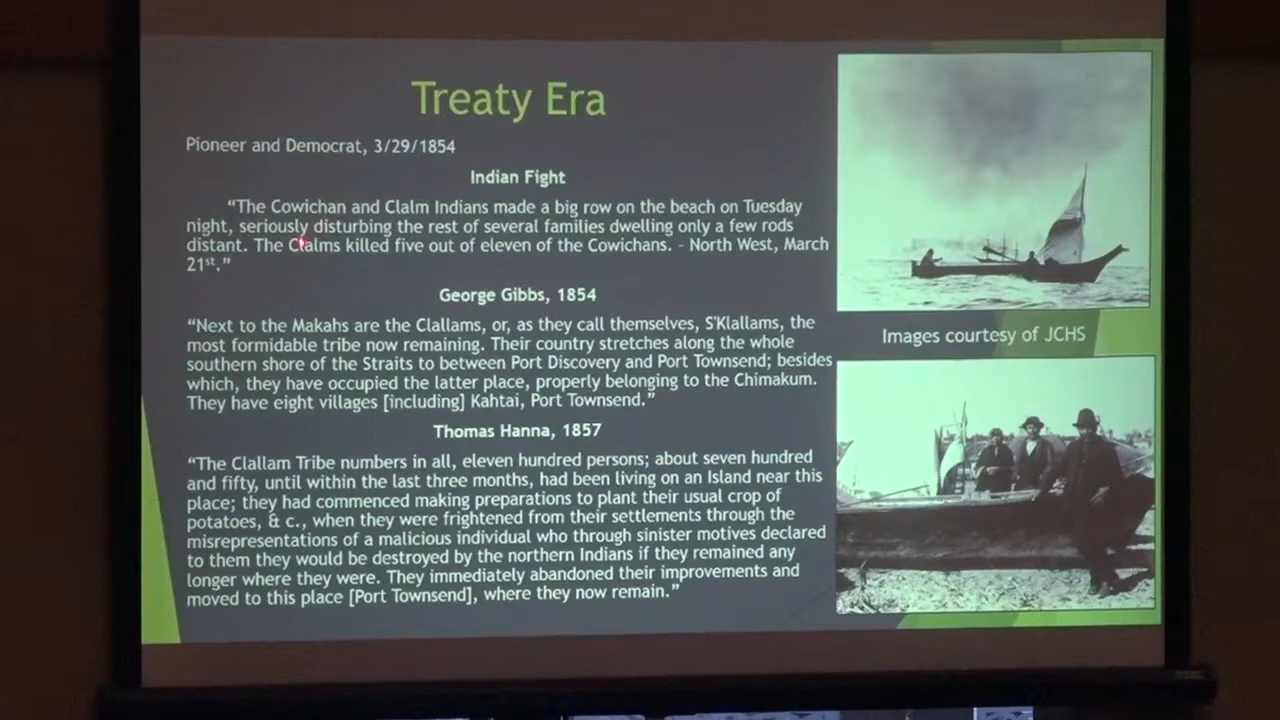 Treaty Era
Pioneer and Democrat, 3/29/1854
Indian Fight
“The Cowichan and Clalm Indians made a big row on the beach on Tuesday
night, seriously disturbing the rest of several families dwelling only a few rods
distant. The Clalms killed five out of eleven of the Cowichans. - North West, March
21st.”
George Gibbs, 1854
“Next to the Makahs are the Clallams, or, as they call themselves, S'Klallams, the
most formidable tribe now remaining. Their country stretches along the whole
southern shore of the Straits to between Port Discovery and Port Townsend; besides
which, they have occupied the latter place, properly belonging to the Chimakum.
They have eight villages [including] Kahtai, Port Townsend.”
Thomas Hanna, 1857
“The Clallam Tribe numbers in all, eleven hundred persons; about seven hundred
and fifty, until within the last three months, had been living on an Island near this
place; they had commenced making preparations to plant their usual crop of
potatoes, & c., when they were frightened from their settlements through the
misrepresentations of a malicious individual who through sinister motives declared
to them they would be destroyed by the northern Indians if they remained any
longer where they were. They immediately abandoned their improvements and
moved to this place [Port Townsend], where they now remain.”
Images courtesy of JCHS